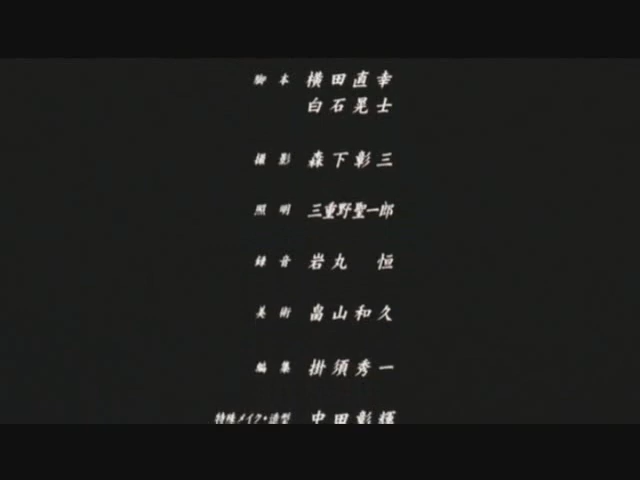 脚本 横田直幸
白石晃士
撮影 森下彰三
照明 三重野聖一郎
録音 岩丸 恒
美術 畠山和久
編集 掛須秀一
特殊メイク・造型 中田彰輝